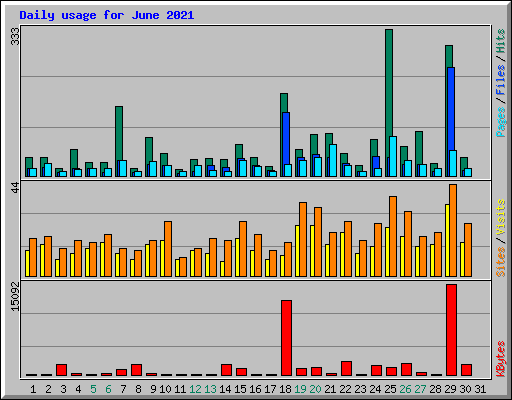 Daily usage for June 2021
333
Pages / Files / Hits
44
Sites / Visits
15092
KBytes
1 2 3 4 5 6 7 8 9 10 11 12 13 14 15 16 17 18 19 20 21 22 23 24 25 26 27 28 29 30 31